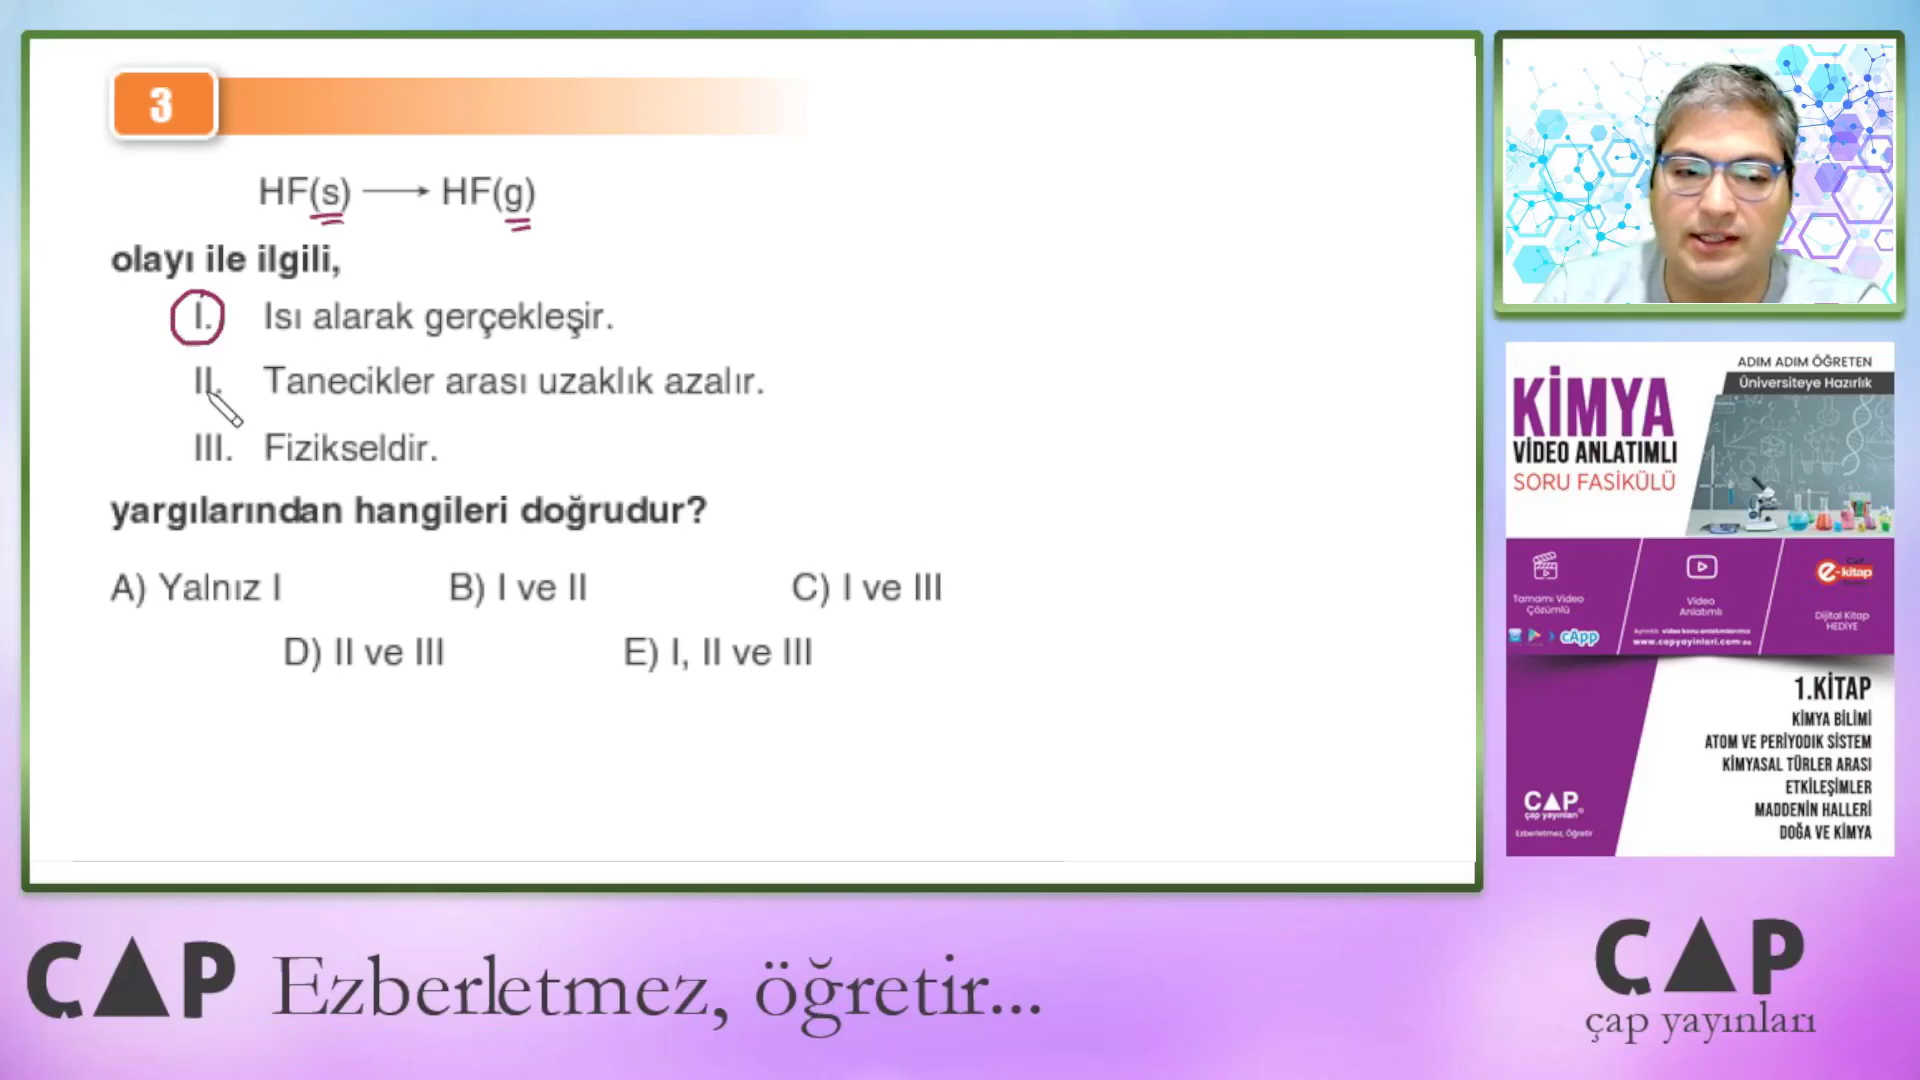 3
HF(s) → HF(g)
olayı ile ilgili,
I. Isı alarak gerçekleşir.
II. Tanecikler arası uzaklık azalır.
III. Fizikseldir.
yargılarından hangileri doğrudur?
A) Yalnız I B) I ve II C) I ve III
D) II ve III E) I, II ve III
ADIM ADIM ÖĞRETEN
Üniversiteye Hazırlık
KİMYA
VİDEO ANLATIMLI
SORU FASİKÜLÜ
Tamamı Video
Çözümlü
cApp
Video
Anlatımlı
e-kitap
Dijital Kitap
HEDİYE
1.KİTAP
KİMYA BİLİMİ
ATOM VE PERİYODİK SİSTEM
KİMYASAL TÜRLER ARASI
ETKİLEŞİMLER
MADDENİN HALLERİ
DOĞA VE KİMYA
ÇAP
çap yayınları
Ezberletmez, Öğretir
ÇAP Ezberletmez, öğretir...
ÇAP
çap yayınları